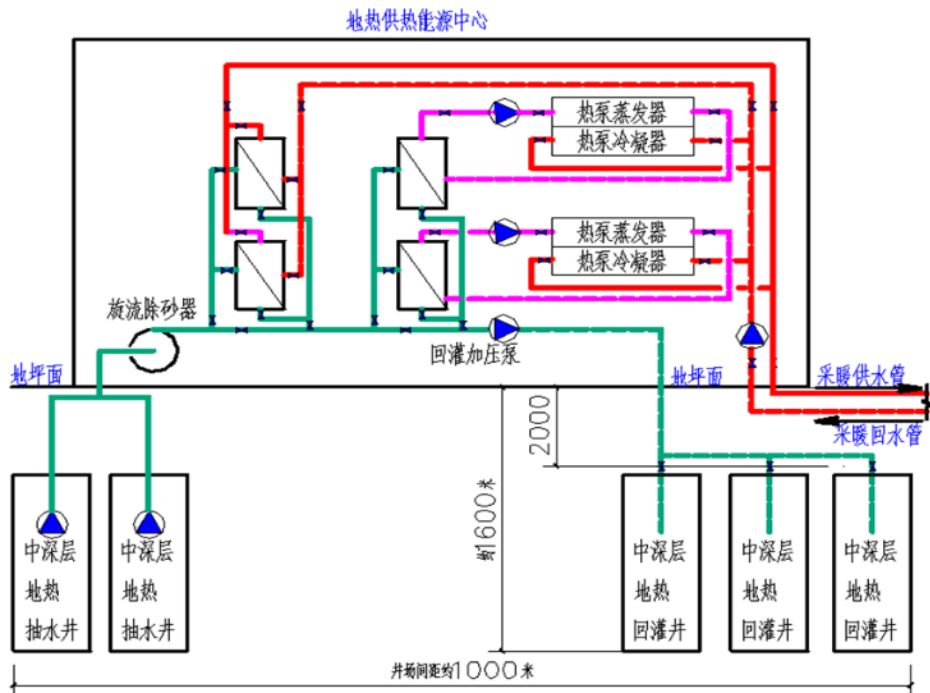 地热供热能源中心
热泵蒸发器
热泵冷凝器
热泵蒸发器
热泵冷凝器
旋流除砂器
回灌加压泵
地坪面
地坪面
采暖供水管
采暖回水管
2000
约1600米
中深层
地热
抽水井
中深层
地热
抽水井
中深层
地热
回灌井
中深层
地热
回灌井
中深层
地热
回灌井
井场间距约1000米